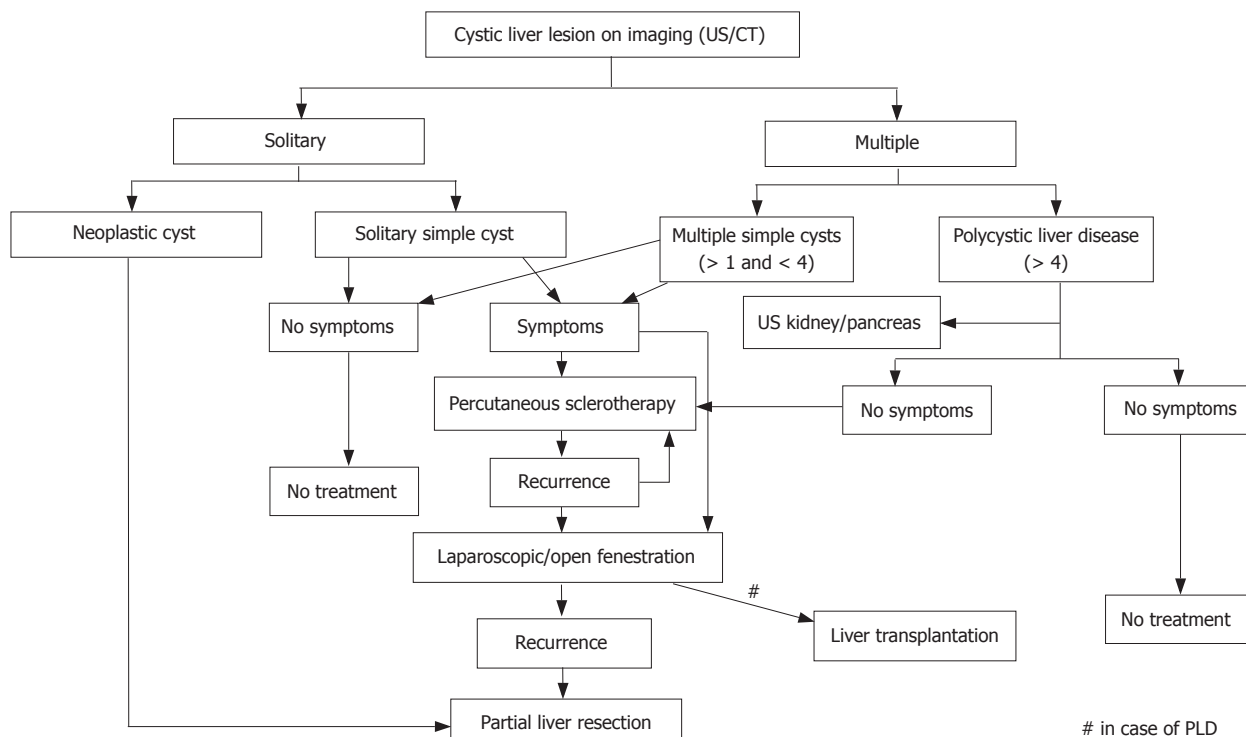 Cystic liver lesion on imaging (US/CT)
Solitary
Multiple
Neoplastic cyst
Solitary simple cyst
Multiple simple cysts
(> 1 and < 4)
Polycystic liver disease
(> 4)
No symptoms
Symptoms
US kidney/pancreas
Percutaneous sclerotherapy
No symptoms
No symptoms
No treatment
Recurrence
Laparoscopic/open fenestration
#
Recurrence
Liver transplantation
No treatment
Partial liver resection
# in case of PLD